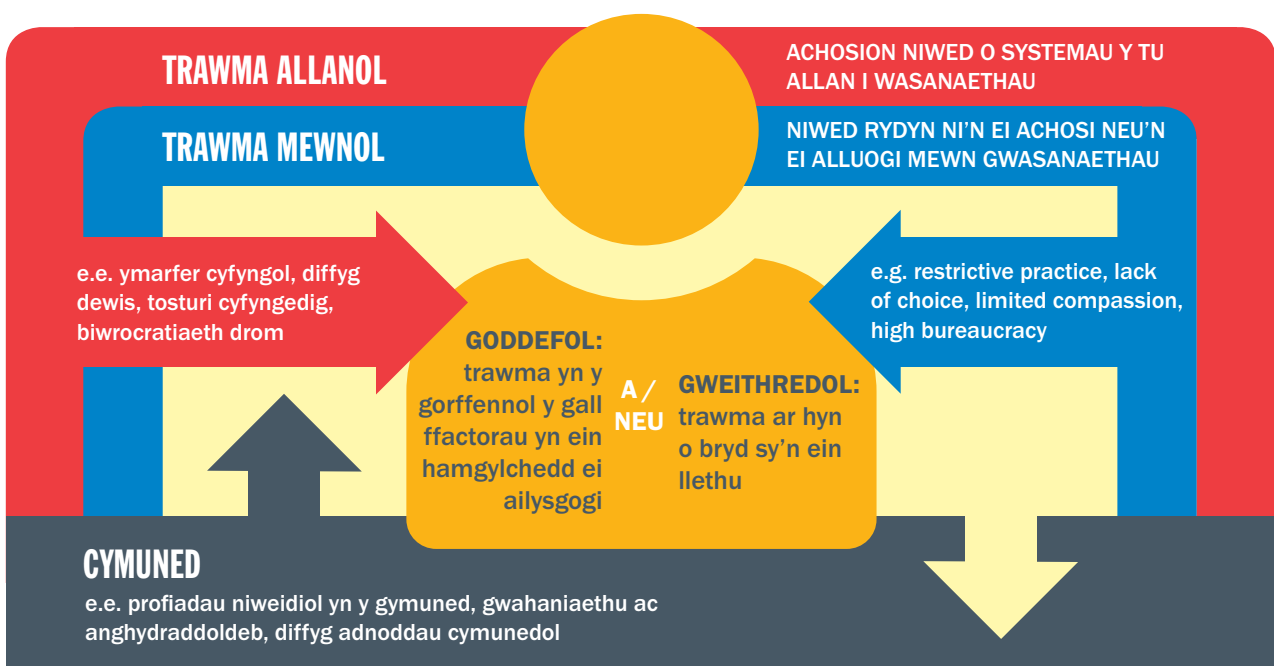 TRAWMA ALLANOL
ACHOSION NIWED O SYSTEMAU Y TU
ALLAN I WASANAETHAU
TRAWMA MEWNOL
NIWED RYDYN NI'N EI ACHOSI NEU'N
EI ALLUOGI MEWN GWASANAETHAU
e.e. ymarfer cyfyngol, diffyg
dewis, tosturi cyfyngedig,
biwrocratiaeth drom
GODDEFOL:
trawma yn y
gorffennol y gall
ffactorau yn ein
hamgylchedd ei
ailysgogi
A /
NEU
GWEITHREDOL:
trawma ar hyn
o bryd sy'n ein
llethu
e.g. restrictive practice, lack
of choice, limited compassion,
high bureaucracy
CYMUNED
e.e. profiadau niweidiol yn y gymuned, gwahaniaethu ac
anghydraddoldeb, diffyg adnoddau cymunedol